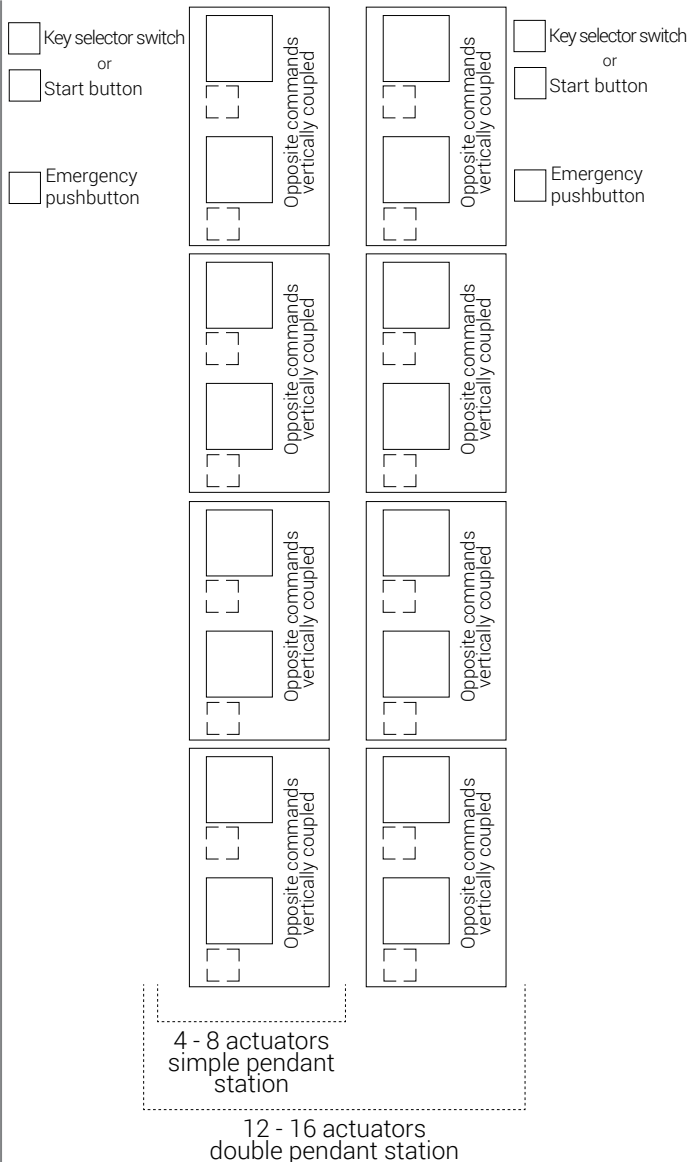 Key selector switch
or
Start button
Emergency
pushbutton
Opposite commands
vertically coupled
Opposite commands
vertically coupled
Key selector switch
or
Start button
Emergency
pushbutton
Opposite commands
vertically coupled
Opposite commands
vertically coupled
Opposite commands
vertically coupled
Opposite commands
vertically coupled
Opposite commands
vertically coupled
Opposite commands
vertically coupled
4 - 8 actuators
simple pendant
station
12 - 16 actuators
double pendant station